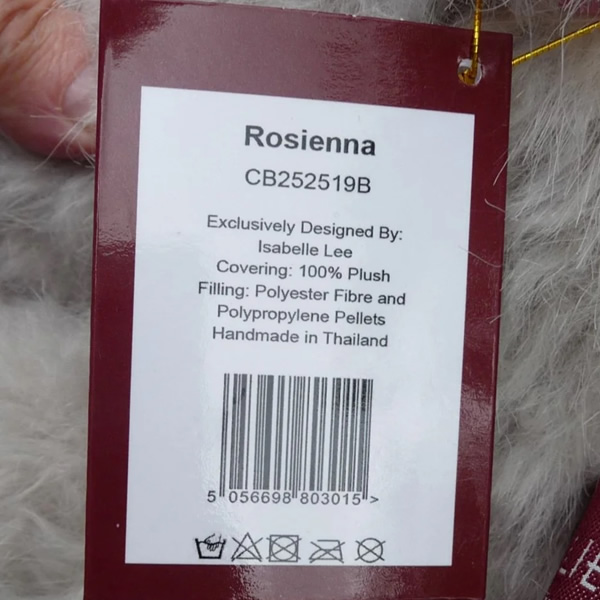 Rosienna
CB252519B
Exclusively Designed By:
Isabelle Lee
Covering: 100% Plush
Filling: Polyester Fibre and
Polypropylene Pellets
Handmade in Thailand
5 056698 803015 >